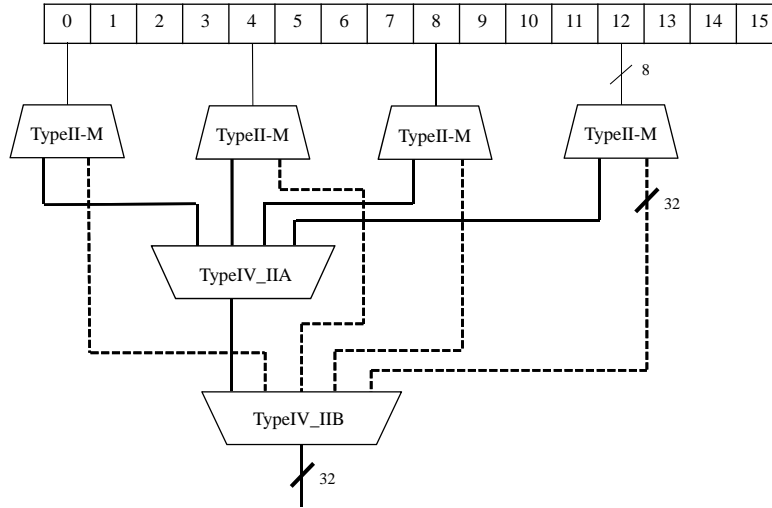 0 1 2 3 4 5 6 7 8 9 10 11 12 13 14 15
8
TypeII-M TypeII-M TypeII-M TypeII-M
32
TypeIV_IIA
TypeIV_IIB
32